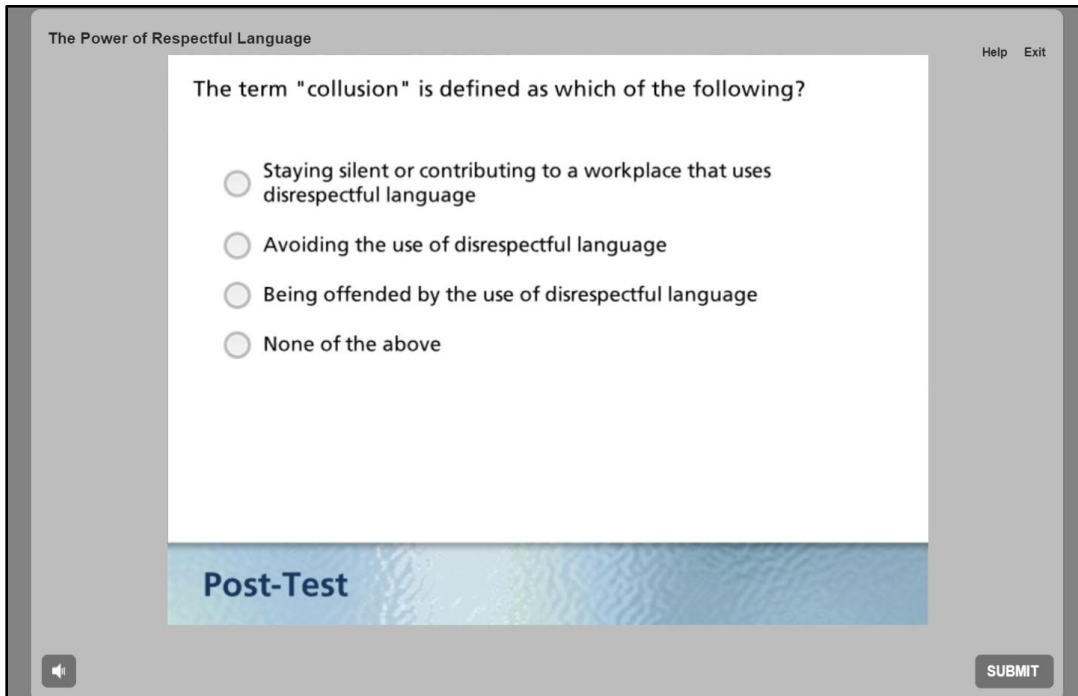 The Power of Respectful Language
Help Exit
The term "collusion" is defined as which of the following?
Staying silent or contributing to a workplace that uses
disrespectful language
Avoiding the use of disrespectful language
Being offended by the use of disrespectful language
None of the above
Post-Test
SUBMIT